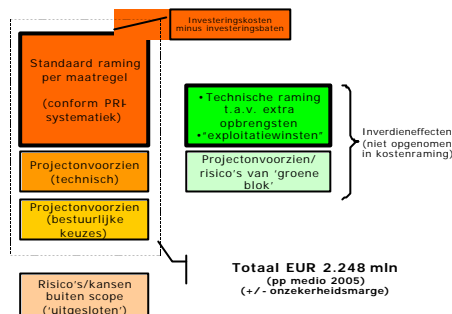 Investeringskosten
minus investeringsbaten
Standaard raming
per maatregel
(conform PRI-
systematiek)
• Technische raming
t.a.v. extra
opbrengsten
• "exploitatiewinsten"
Inverdieneffecten
(niet opgenomen
in kostenraming)
Projectonvoorzien
(technisch)
Projectonvoorzien/
risico's van 'groene
blok'
Projectonvoorzien
(bestuurlijke
keuzes)
Totaal EUR 2.248 mln
(pp medio 2005)
(+/- onzekerheidsmarge)
Risico's/kansen
buiten scope
('uitgesloten')